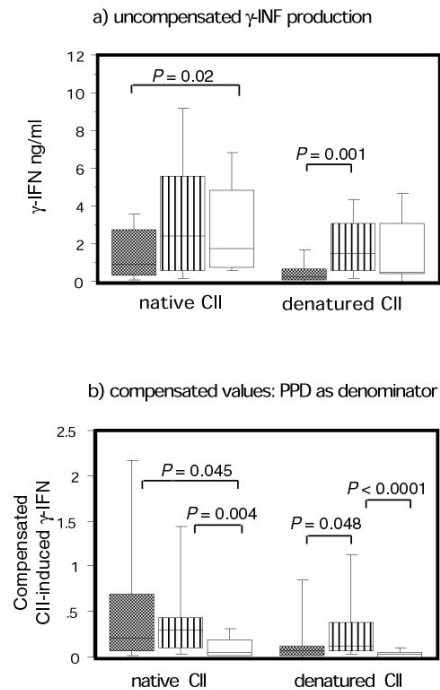 a) uncompensated γ-INF production
12
10
8
6
4
2
0
γ-IFN ng/ml
P = 0.02
P = 0.001
native CII denatured CII
b) compensated values: PPD as denominator
2.5
2
1.5
1
.5
0
Compensated
CII-induced γ-IFN
P = 0.045
P = 0.004
P < 0.0001
P = 0.048
native CII denatured CII